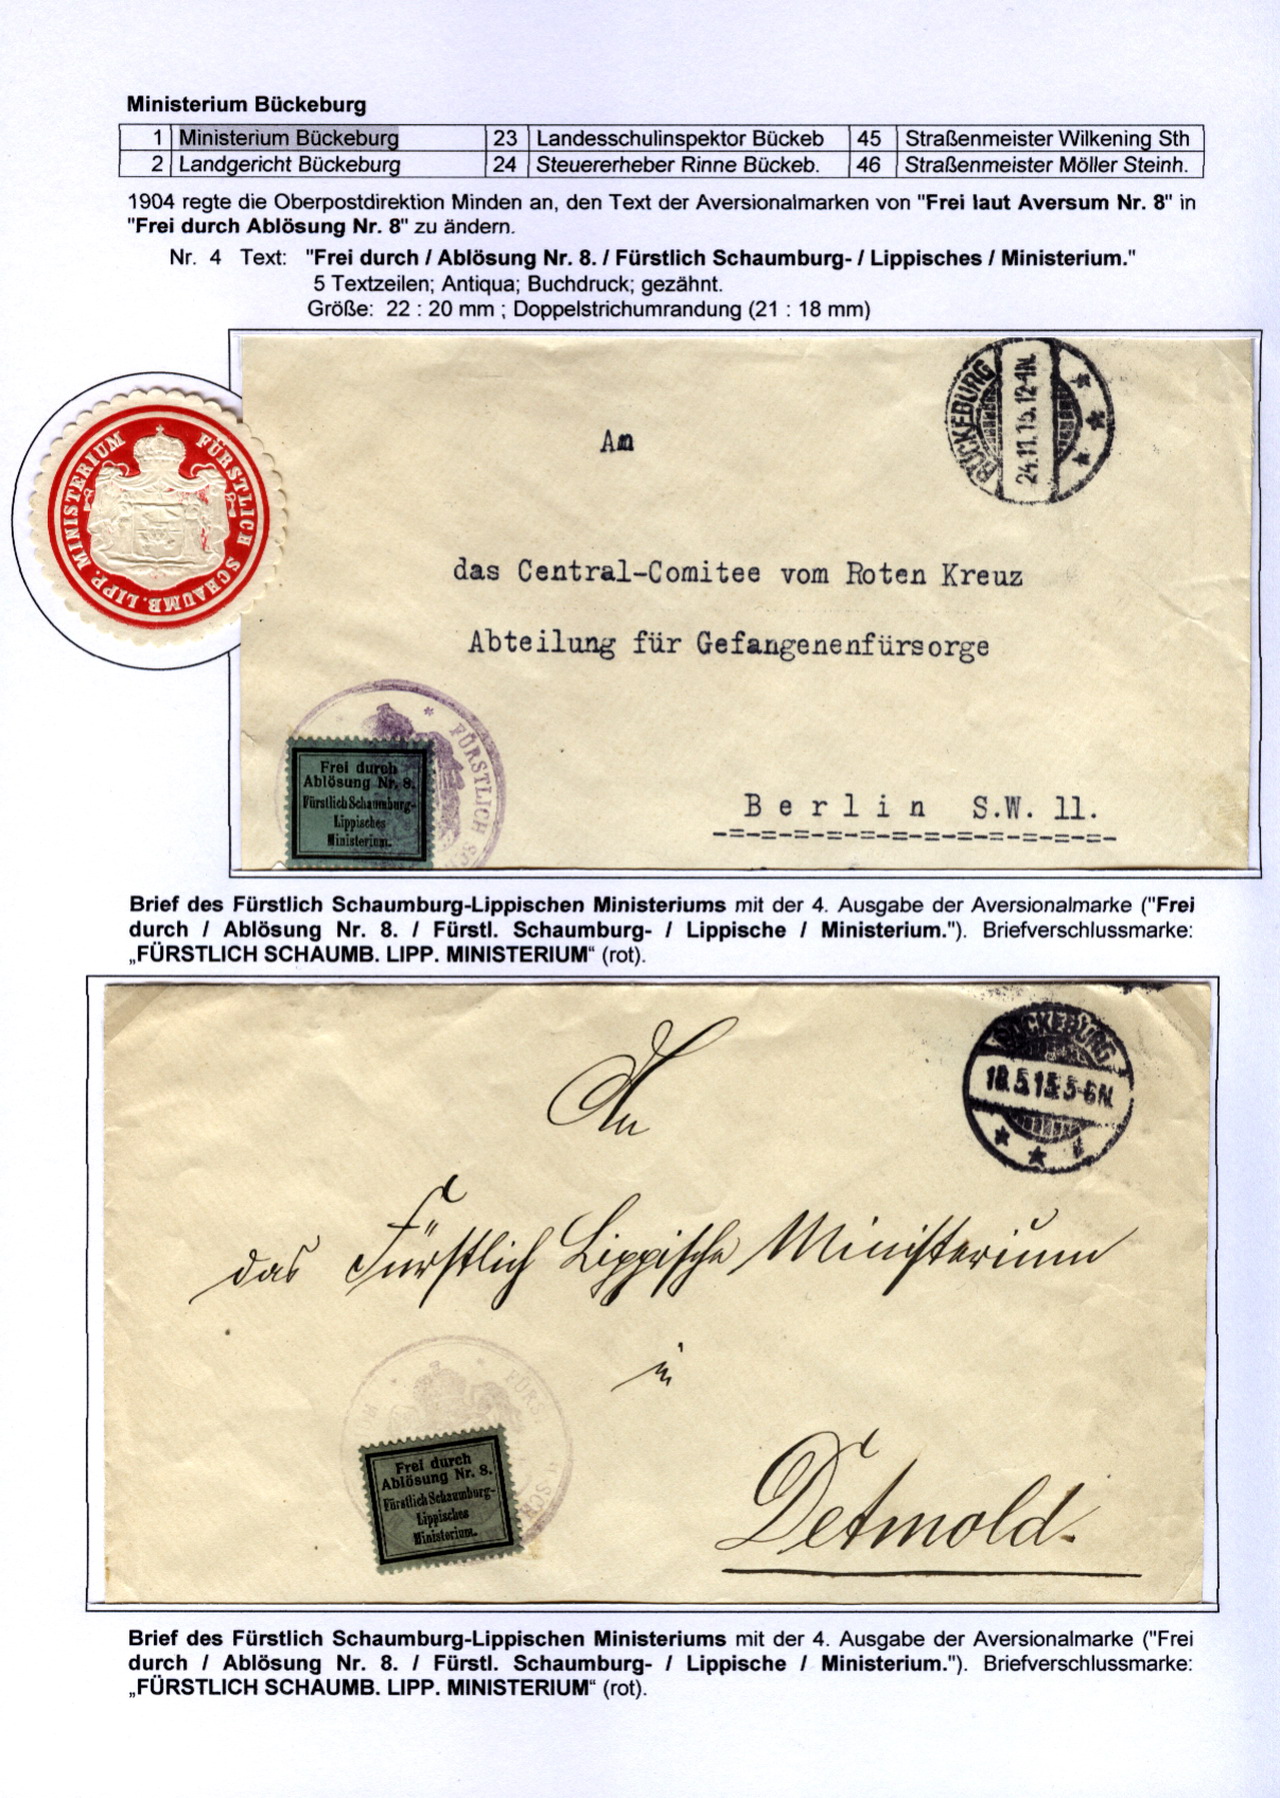 Ministerium Bückeburg
1 Ministerium Bückeburg 23 Landesschulinspektor Bückeb 45 Straßenmeister Wilkening Sth
2 Landgericht Bückeburg 24 Steuererheber Rinne Bückeb. 46 Straßenmeister Möller Steinh.
1904 regte die Oberpostdirektion Minden an, den Text der Aversionalmarken von "Frei laut Aversum Nr. 8" in
"Frei durch Ablösung Nr. 8" zu ändern.
Nr. 4 Text: "Frei durch / Ablösung Nr. 8. / Fürstlich Schaumburg- / Lippisches / Ministerium."
5 Textzeilen; Antiqua; Buchdruck; gezähnt.
Größe: 22 : 20 mm ; Doppelstrichumrandung (21 : 18 mm)
FÜRSTLICH SCHAUMB. LIPP. MINISTERIUM
BÜCKEBURG
24.11.15. 12-1N.
An
das Central-Comitee vom Roten Kreuz
Abteilung für Gefangenenfürsorge
Berlin S.W. 11.
FÜRSTLICH SC
Frei durch
Ablösung Nr. 8.
Fürstlich Schaumburg-
Lippisches
Ministerium.
Brief des Fürstlich Schaumburg-Lippischen Ministeriums mit der 4. Ausgabe der Aversionalmarke ("Frei
durch / Ablösung Nr. 8. / Fürstl. Schaumburg- / Lippische / Ministerium."). Briefverschlussmarke:
„FÜRSTLICH SCHAUMB. LIPP. MINISTERIUM“ (rot).
BÜCKEBURG
18.5.15. 5-6N.
An
das Fürstlich Lippische Ministerium
in
Detmold.
FÜRST SCH
Frei durch
Ablösung Nr. 8.
Fürstlich Schaumburg-
Lippisches
Ministerium.
Brief des Fürstlich Schaumburg-Lippischen Ministeriums mit der 4. Ausgabe der Aversionalmarke ("Frei
durch / Ablösung Nr. 8. / Fürstl. Schaumburg- / Lippische / Ministerium."). Briefverschlussmarke:
„FÜRSTLICH SCHAUMB. LIPP. MINISTERIUM“ (rot).